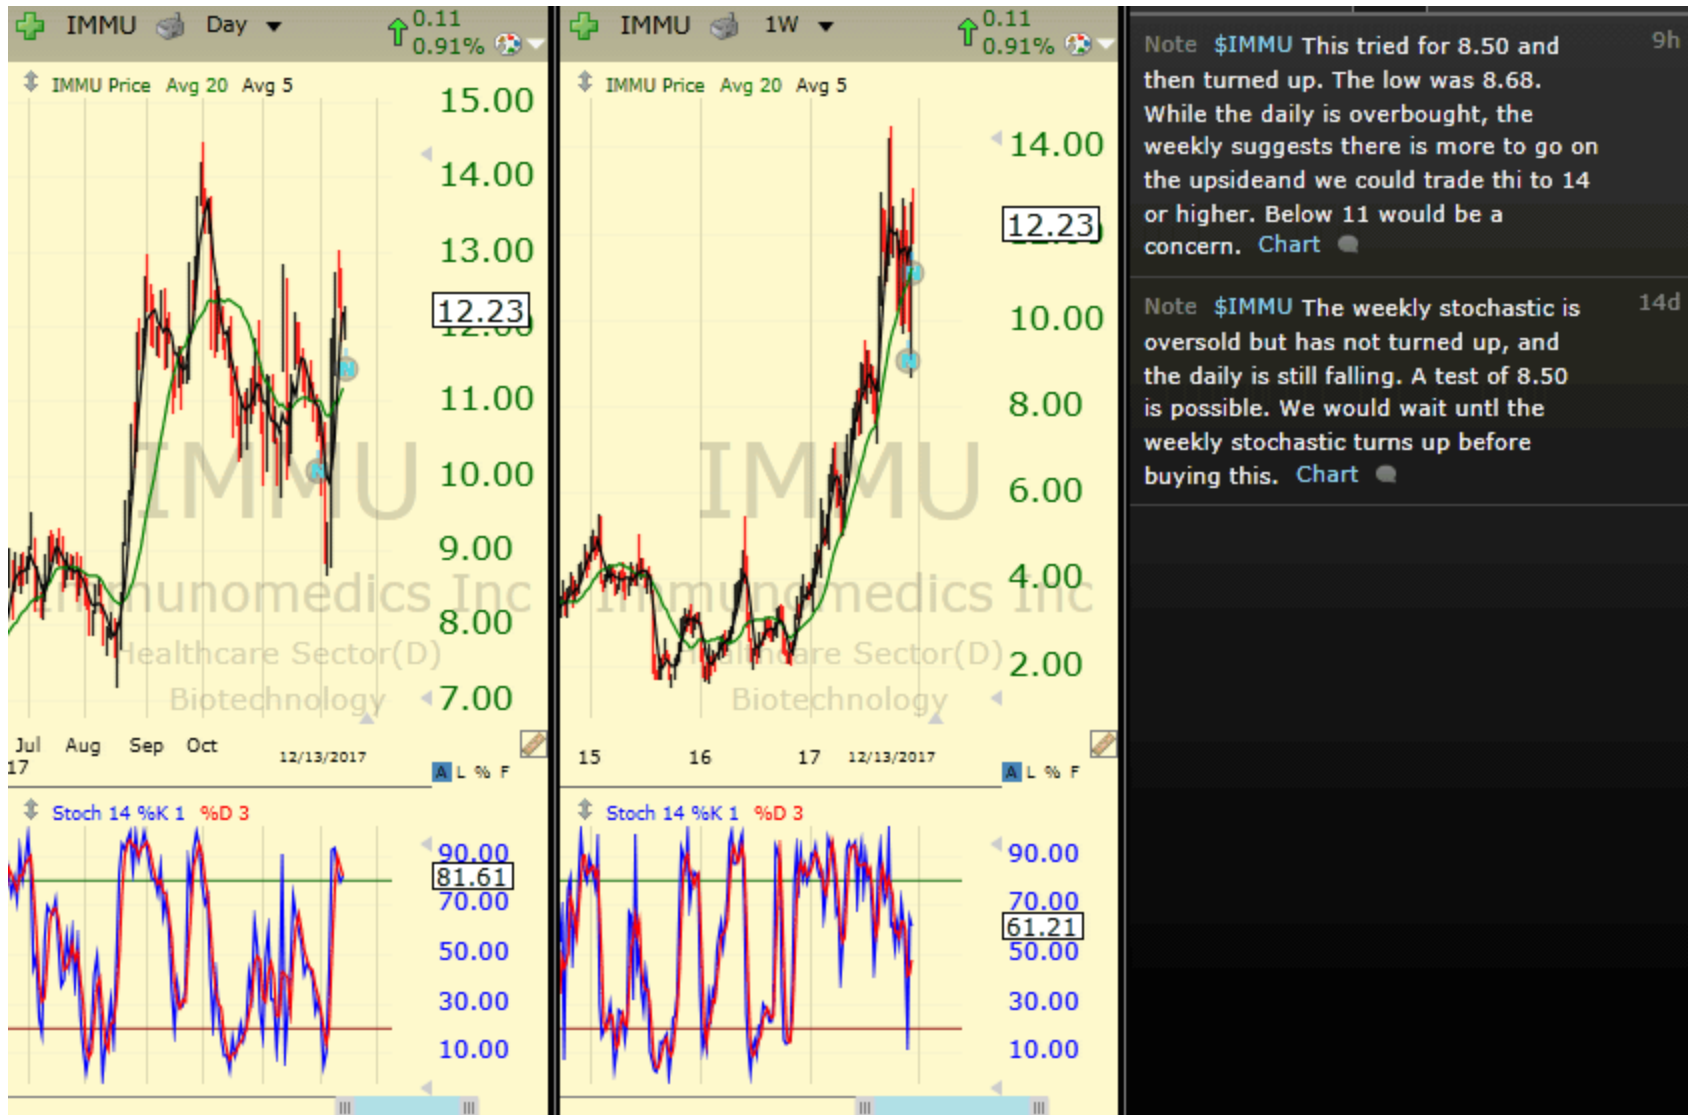 IMMU Day 0.11
0.91%
IMMU Price Avg 20 Avg 5
15.00
14.00
13.00
12.23
12.00
11.00
10.00
9.00
8.00
7.00
N
N
IMMU
Immunomedics Inc
Healthcare Sector(D)
Biotechnology
Jul Aug Sep Oct
17 12/13/2017
A L % F
Stoch 14 %K 1 %D 3
90.00
81.61
70.00
50.00
30.00
10.00
IMMU 1W 0.11
0.91%
IMMU Price Avg 20 Avg 5
14.00
12.23
10.00
8.00
6.00
4.00
2.00
N
N
IMMU
Immunomedics Inc
Healthcare Sector(D)
Biotechnology
15 16 17 12/13/2017
A L % F
Stoch 14 %K 1 %D 3
90.00
70.00
61.21
50.00
30.00
10.00
Note $IMMU This tried for 8.50 and 9h
then turned up. The low was 8.68.
While the daily is overbought, the
weekly suggests there is more to go on
the upsideand we could trade thi to 14
or higher. Below 11 would be a
concern. Chart
Note $IMMU The weekly stochastic is 14d
oversold but has not turned up, and
the daily is still falling. A test of 8.50
is possible. We would wait untl the
weekly stochastic turns up before
buying this. Chart